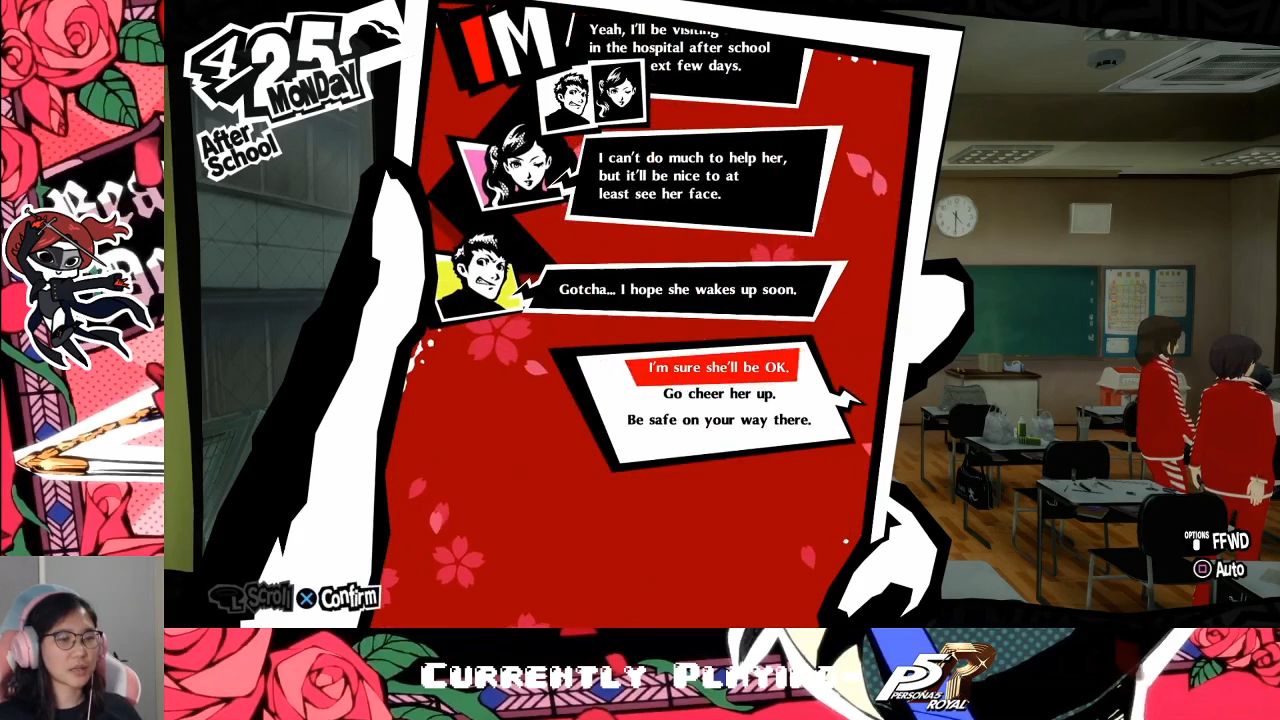 4/25
MONDAY
After
School
IM
Yeah, I'll be visiting
in the hospital after school
ext few days.
I can't do much to help her,
but it'll be nice to at
least see her face.
Gotcha... I hope she wakes up soon.
I'm sure she'll be OK.
Go cheer her up.
Be safe on your way there.
OPTIONS
FFWD
Auto
L Scroll
Confirm
Currently Playing
P5R
PERSONA5
ROYAL